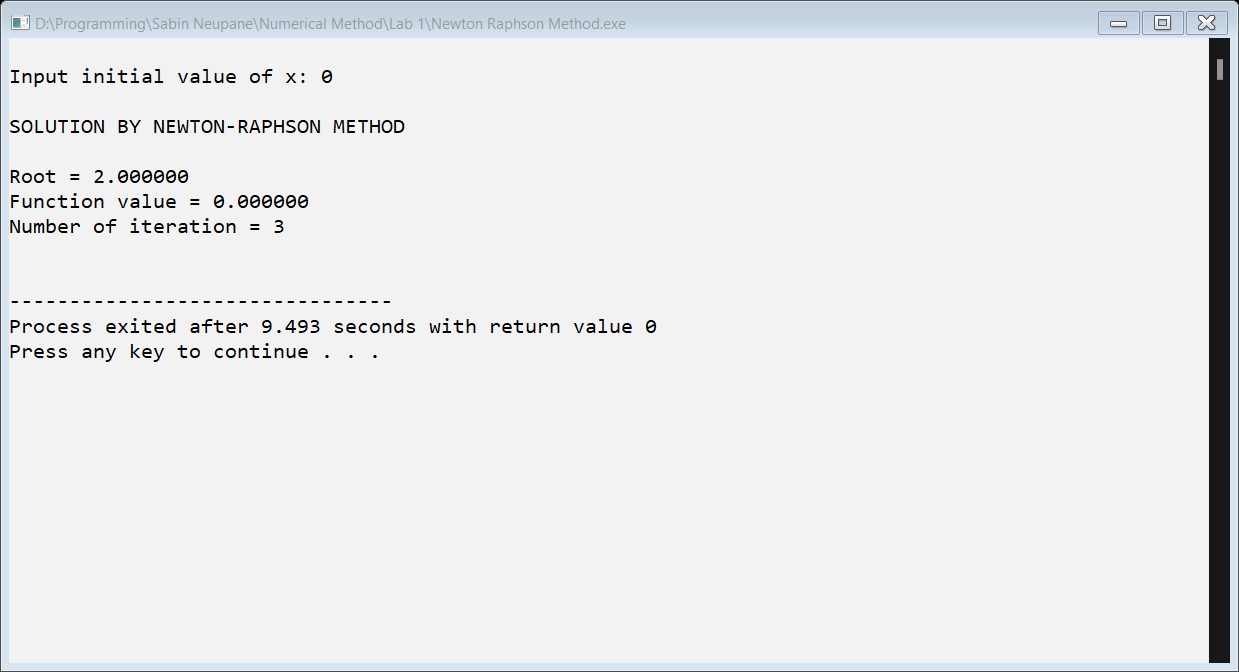 D:\Programming\Sabin Neupane\Numerical Method\Lab 1\Newton Raphson Method.exe
Input initial value of x: 0
SOLUTION BY NEWTON-RAPHSON METHOD
Root = 2.000000
Function value = 0.000000
Number of iteration = 3
--------------------------------
Process exited after 9.493 seconds with return value 0
Press any key to continue . . .